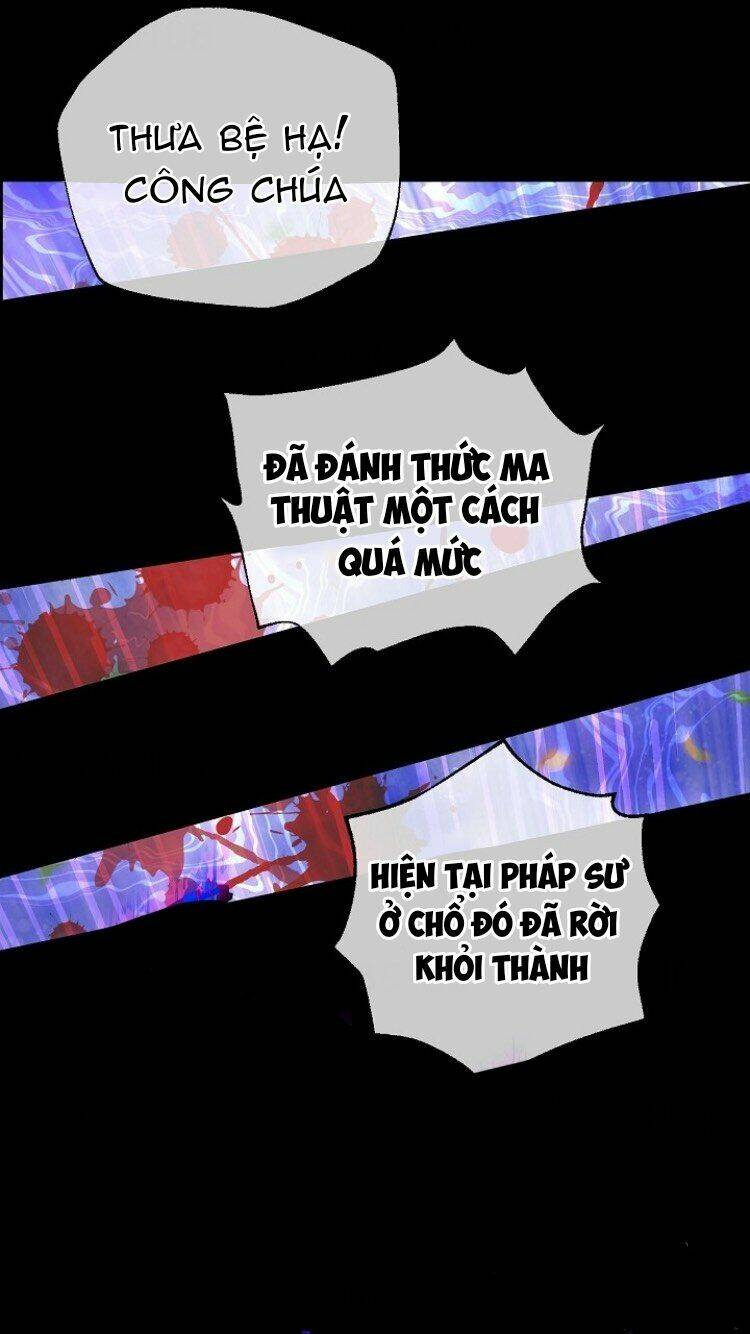 THƯA BỆ HẠ!
CÔNG CHÚA
ĐÃ ĐÁNH THỨC MA
THUẬT MỘT CÁCH
QUÁ MỨC
HIỆN TẠI PHÁP SƯ
Ở CHỔ ĐÓ ĐÃ RỜI
KHỎI THÀNH